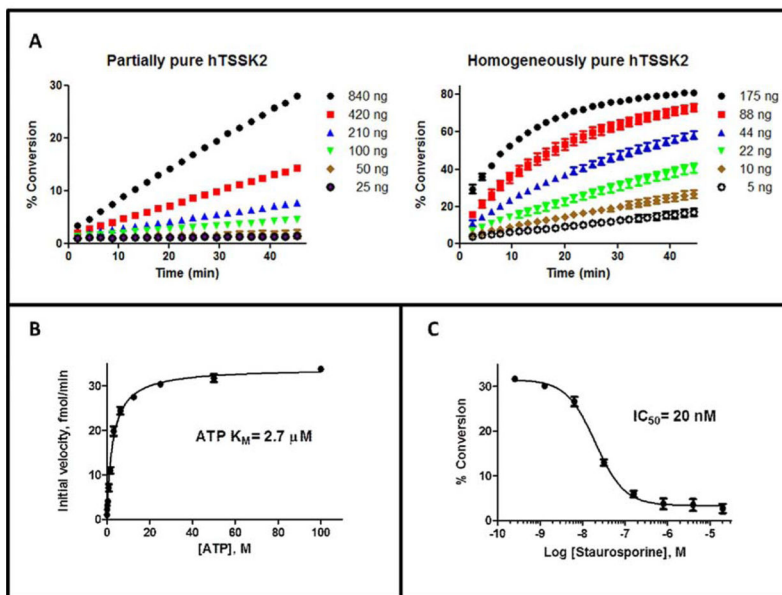 A
Partially pure hTSSK2
% Conversion
30
20
10
0
0 10 20 30 40
Time (min)
840 ng
420 ng
210 ng
100 ng
50 ng
25 ng
Homogeneously pure hTSSK2
% Conversion
80
60
40
20
0
0 10 20 30 40
Time (min)
175 ng
88 ng
44 ng
22 ng
10 ng
5 ng
B
Initial velocity, fmol/min
30
20
10
0
0 20 40 60 80 100
[ATP], M
ATP KM= 2.7 μM
C
% Conversion
30
20
10
0
-10 -9 -8 -7 -6 -5
Log [Staurosporine], M
IC50= 20 nM